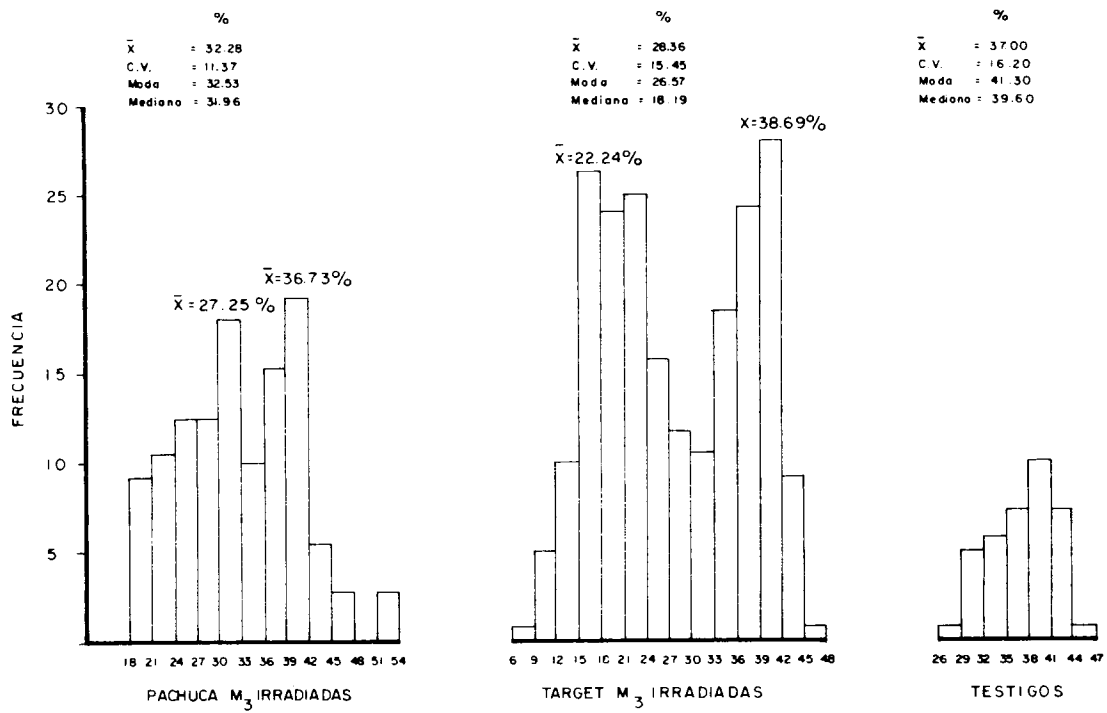 %
X̄ = 32.28
C.V. = 11.37
Moda = 32.53
Mediana = 31.96
%
X̄ = 28.36
C.V. = 15.45
Moda = 26.57
Mediana = 18.19
%
X̄ = 37.00
C.V. = 16.20
Moda = 41.30
Mediana = 39.60
FRECUENCIA
30
25
20
15
10
5
X̄=27.25%
X̄=36.73%
X̄=22.24%
X=38.69%
18 21 24 27 30 33 36 39 42 45 48 51 54
6 9 12 15 18 21 24 27 30 33 36 39 42 45 48
26 29 32 35 38 41 44 47
PACHUCA M₃ IRRADIADAS
TARGET M₃ IRRADIADAS
TESTIGOS